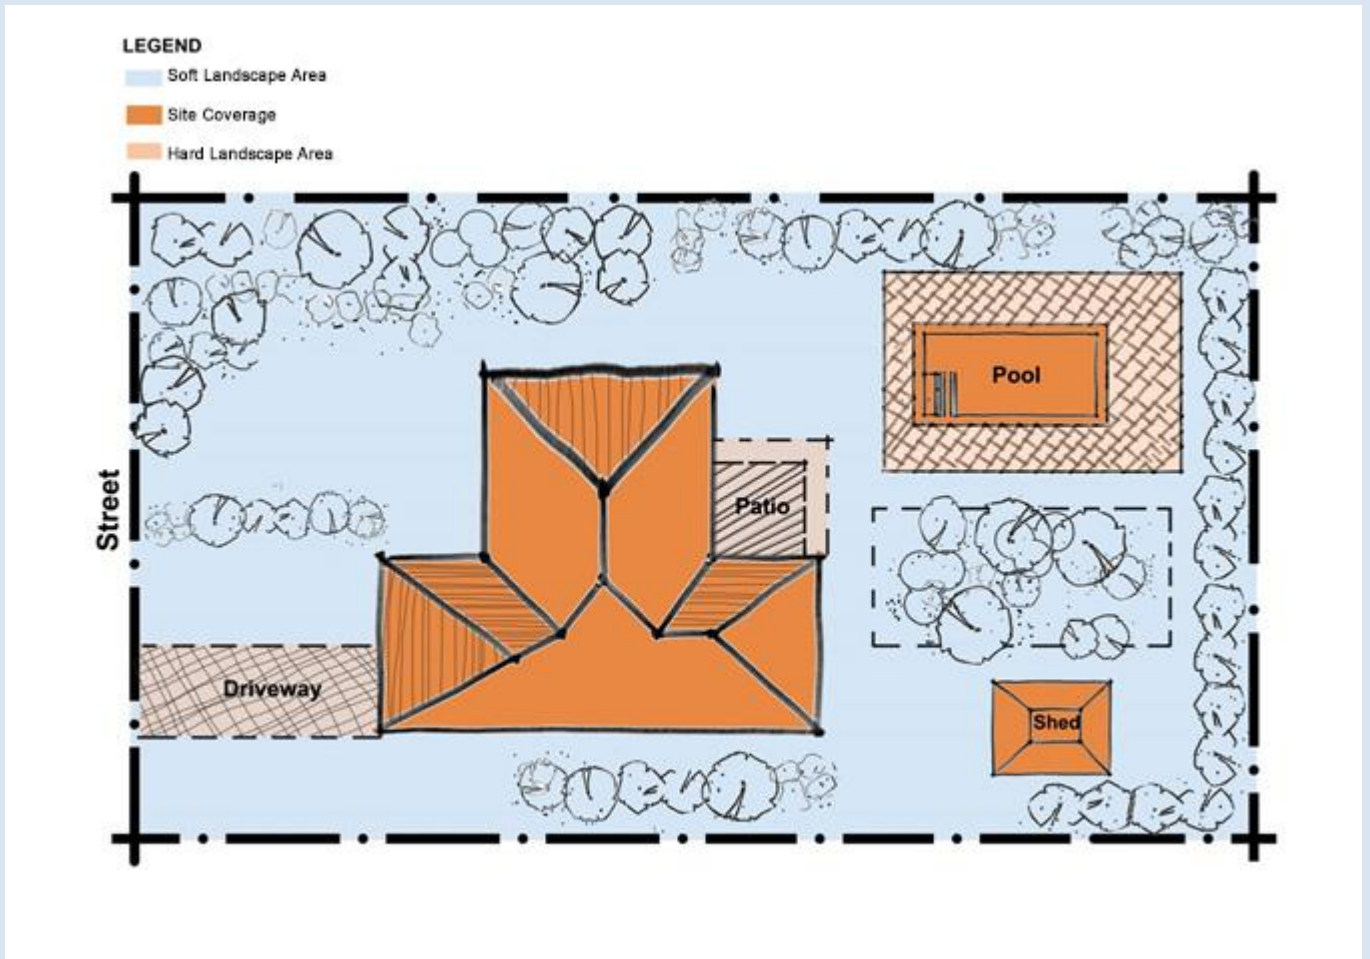 LEGEND
Soft Landscape Area
Site Coverage
Hard Landscape Area
Pool
Street
Patio
Driveway
Shed